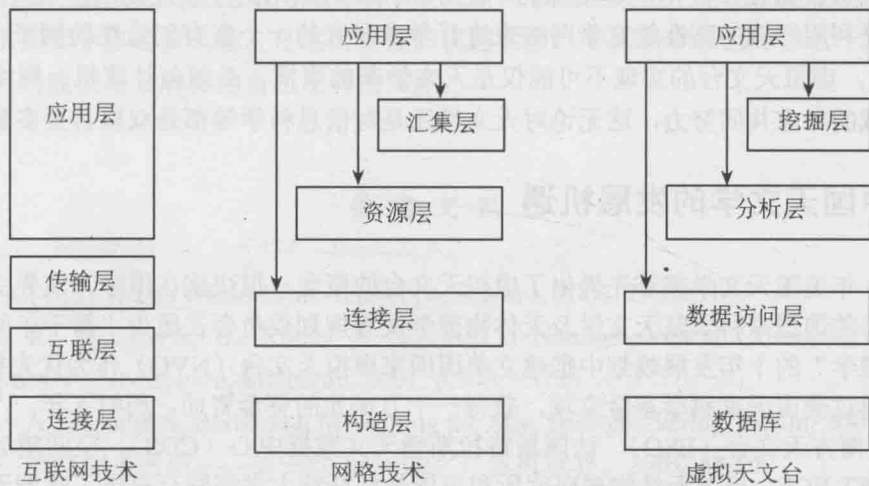 应用层
传输层
互联层
连接层
互联网技术
应用层
汇集层
资源层
连接层
构造层
网格技术
应用层
挖掘层
分析层
数据访问层
数据库
虚拟天文台